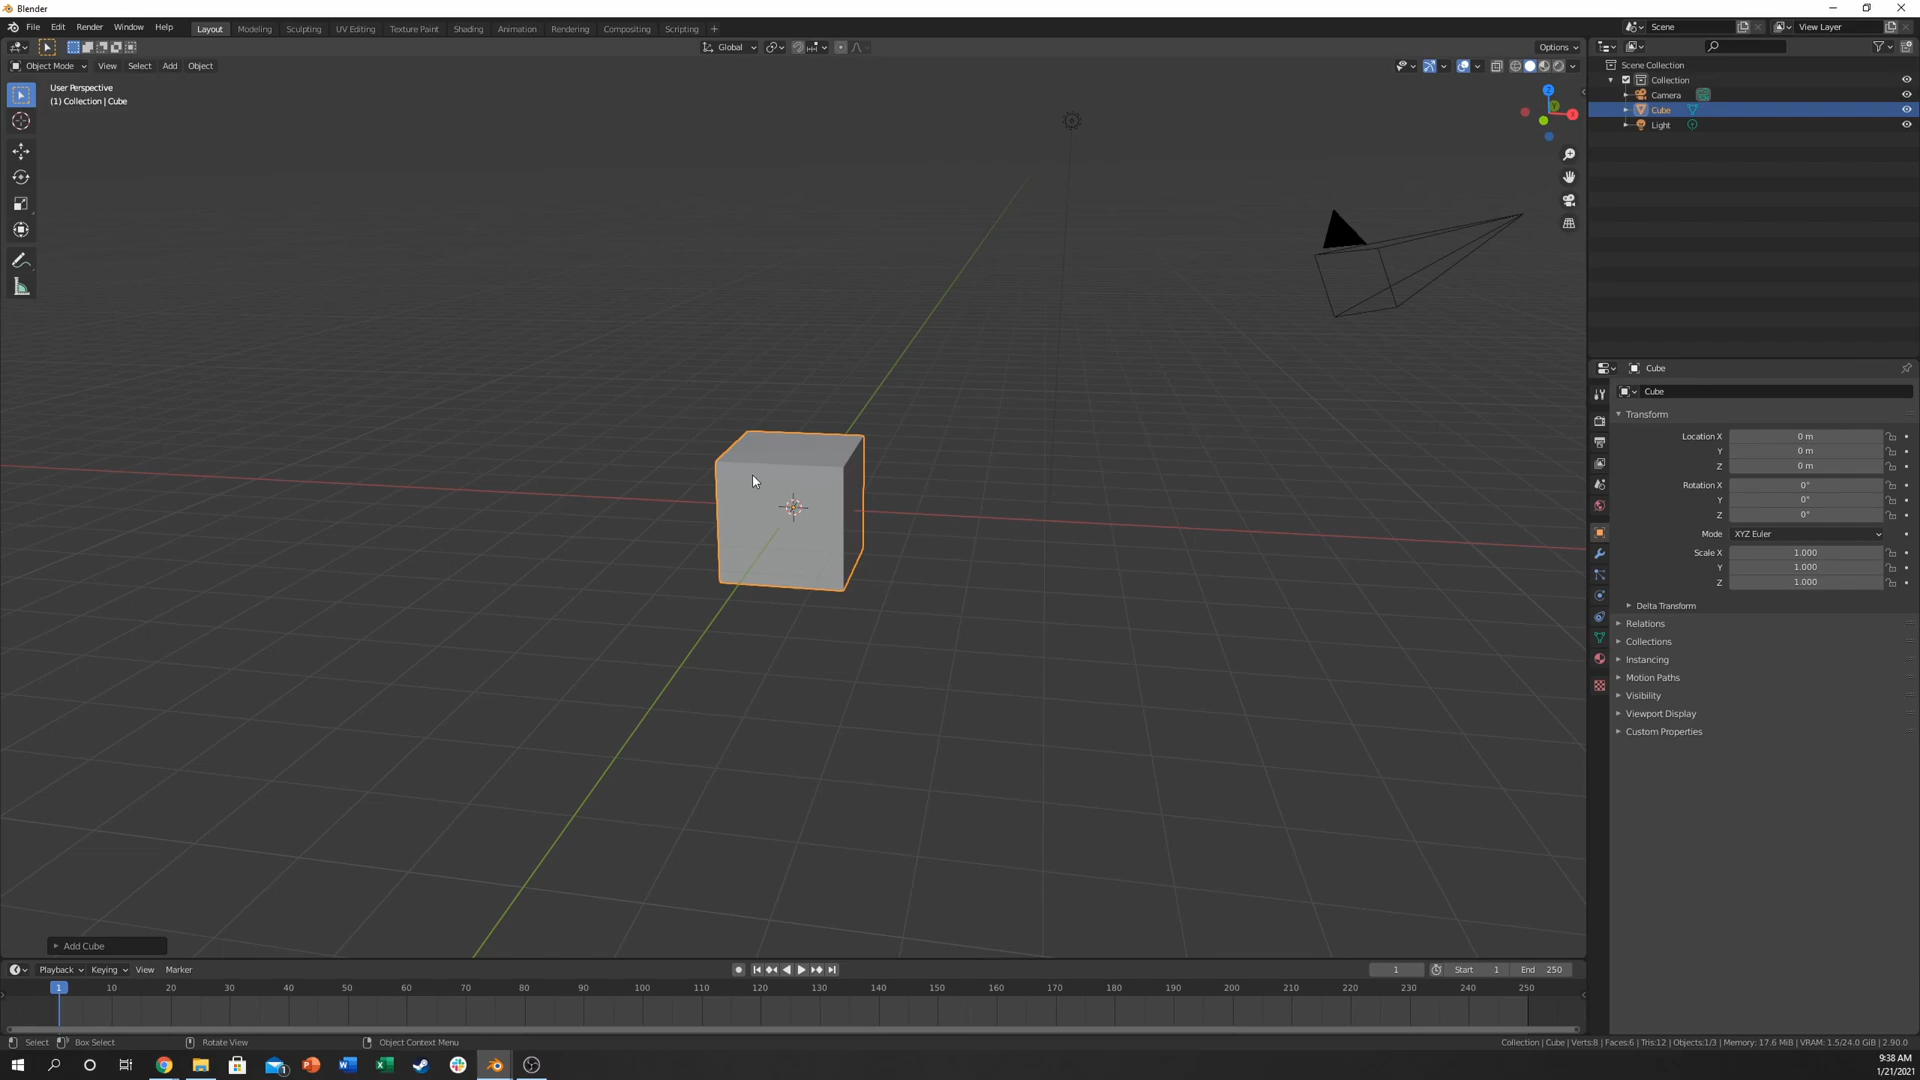 Blender
File Edit Render Window Help
Layout Modeling Sculpting UV Editing Texture Paint Shading Animation Rendering Compositing Scripting +
Scene
View Layer
Global
Options
Object Mode View Select Add Object
User Perspective
(1) Collection | Cube
Z
Y
X
Scene Collection
Collection
Camera
Cube
Light
Cube
Cube
Transform
Location X 0 m
Y 0 m
Z 0 m
Rotation X 0°
Y 0°
Z 0°
Mode XYZ Euler
Scale X 1.000
Y 1.000
Z 1.000
Delta Transform
Relations
Collections
Instancing
Motion Paths
Visibility
Viewport Display
Custom Properties
Add Cube
Playback Keying View Marker
1 Start 1 End 250
1 10 20 30 40 50 60 70 80 90 100 110 120 130 140 150 160 170 180 190 200 210 220 230 240 250
Select Box Select Rotate View Object Context Menu
Collection | Cube | Verts:8 | Faces:6 | Tris:12 | Objects:1/3 | Memory: 17.6 MiB | VRAM: 1.5/24.0 GiB | 2.90.0
1
9:38 AM
1/21/2021